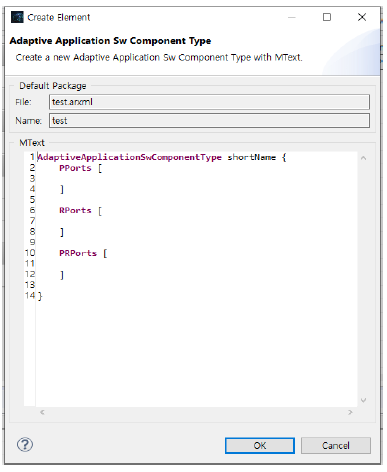 Create Element
Adaptive Application Sw Component Type
Create a new Adaptive Application Sw Component Type with MText.
Default Package
File: test.arxml
Name: test
MText
1 AdaptiveApplicationSwComponentType shortName {
2 PPorts [
3
4 ]
5
6 RPorts [
7
8 ]
9
10 PRPorts [
11
12 ]
13
14 }
OK
Cancel